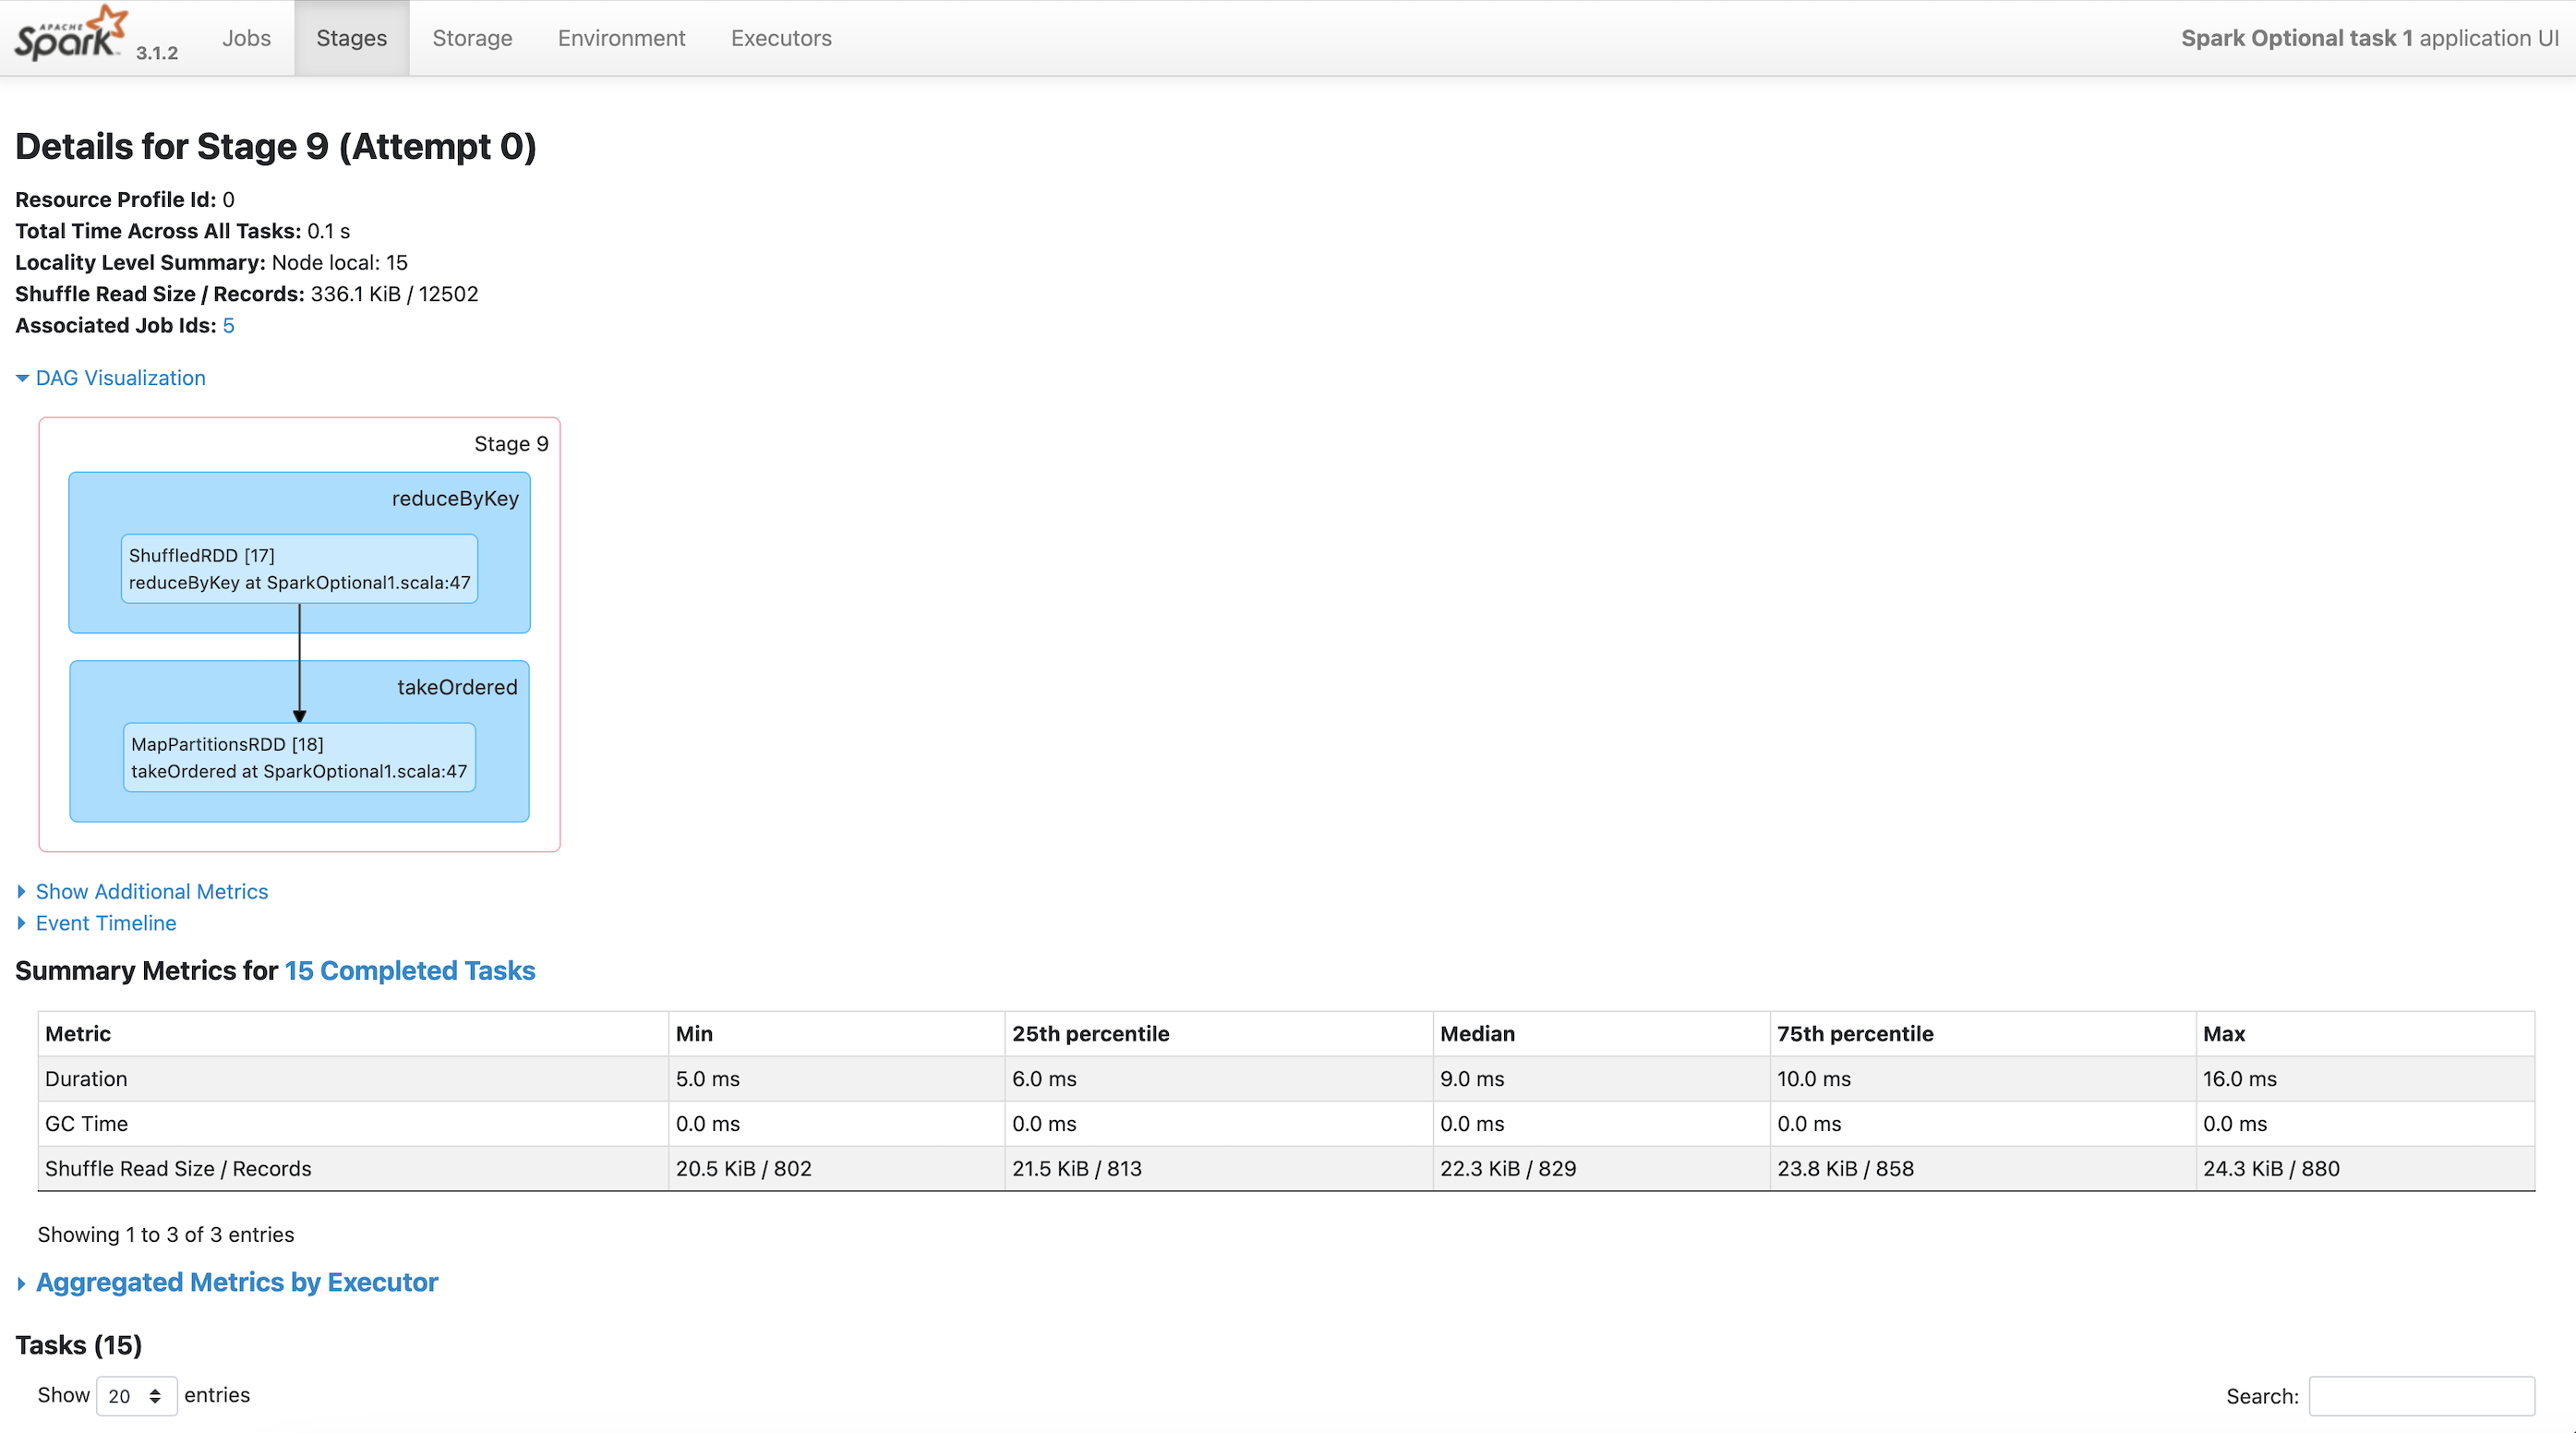 APACHE Spark 3.1.2 Jobs Stages Storage Environment Executors Spark Optional task 1 application UI
Details for Stage 9 (Attempt 0)
Resource Profile Id: 0
Total Time Across All Tasks: 0.1 s
Locality Level Summary: Node local: 15
Shuffle Read Size / Records: 336.1 KiB / 12502
Associated Job Ids: 5
DAG Visualization
Stage 9
reduceByKey
ShuffledRDD [17]
reduceByKey at SparkOptional1.scala:47
takeOrdered
MapPartitionsRDD [18]
takeOrdered at SparkOptional1.scala:47
Show Additional Metrics
Event Timeline
Summary Metrics for 15 Completed Tasks
Metric Min 25th percentile Median 75th percentile Max
Duration 5.0 ms 6.0 ms 9.0 ms 10.0 ms 16.0 ms
GC Time 0.0 ms 0.0 ms 0.0 ms 0.0 ms 0.0 ms
Shuffle Read Size / Records 20.5 KiB / 802 21.5 KiB / 813 22.3 KiB / 829 23.8 KiB / 858 24.3 KiB / 880
Showing 1 to 3 of 3 entries
Aggregated Metrics by Executor
Tasks (15)
Show 20 entries Search: